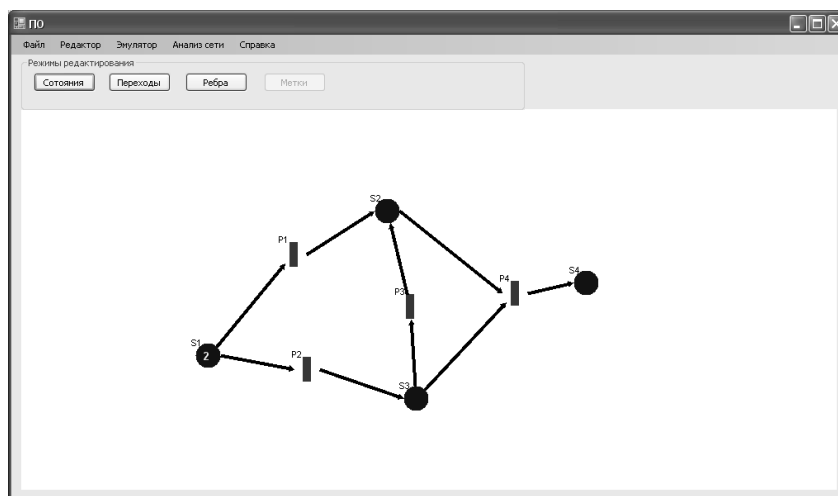 ПО
Файл Редактор Эмулятор Анализ сети Справка
Режимы редактирования
Сотояния Переходы Ребра Метки
S2
P1
P4
S4
P3
S1
2
P2
S3